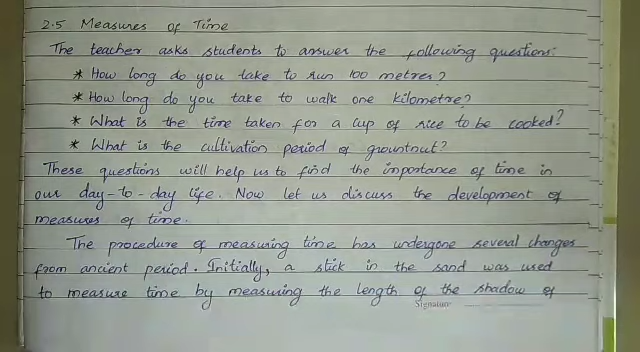 2.5 Measures of Time
The teacher asks students to answer the following questions:
* How long do you take to run 100 metres?
* How long do you take to walk one kilometre?
* What is the time taken for a cup of rice to be cooked?
* What is the cultivation period of grountnut?
These questions will help us to find the importance of time in
our day-to-day life. Now let us discuss the development of
measures of time.
The procedure of measuring time has undergone several changes
from ancient period. Initially, a stick in the sand was used
to measure time by measuring the length of the shadow of
Signature